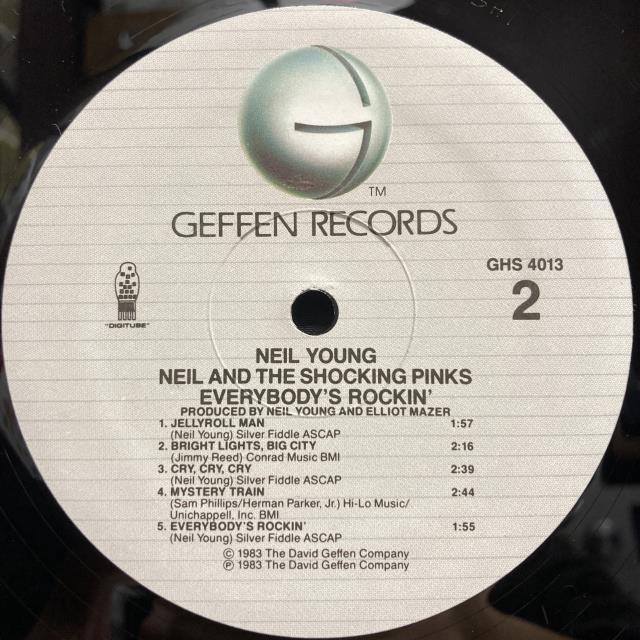 TM
GEFFEN RECORDS
GHS 4013
2
"DIGITUBE"
NEIL YOUNG
NEIL AND THE SHOCKING PINKS
EVERYBODY'S ROCKIN'
PRODUCED BY NEIL YOUNG AND ELLIOT MAZER
1. JELLYROLL MAN 1:57
(Neil Young) Silver Fiddle ASCAP
2. BRIGHT LIGHTS, BIG CITY 2:16
(Jimmy Reed) Conrad Music BMI
3. CRY, CRY, CRY 2:39
(Neil Young) Silver Fiddle ASCAP
4. MYSTERY TRAIN 2:44
(Sam Phillips/Herman Parker, Jr.) Hi-Lo Music/
Unichappell, Inc. BMI
5. EVERYBODY'S ROCKIN' 1:55
(Neil Young) Silver Fiddle ASCAP
© 1983 The David Geffen Company
℗ 1983 The David Geffen Company